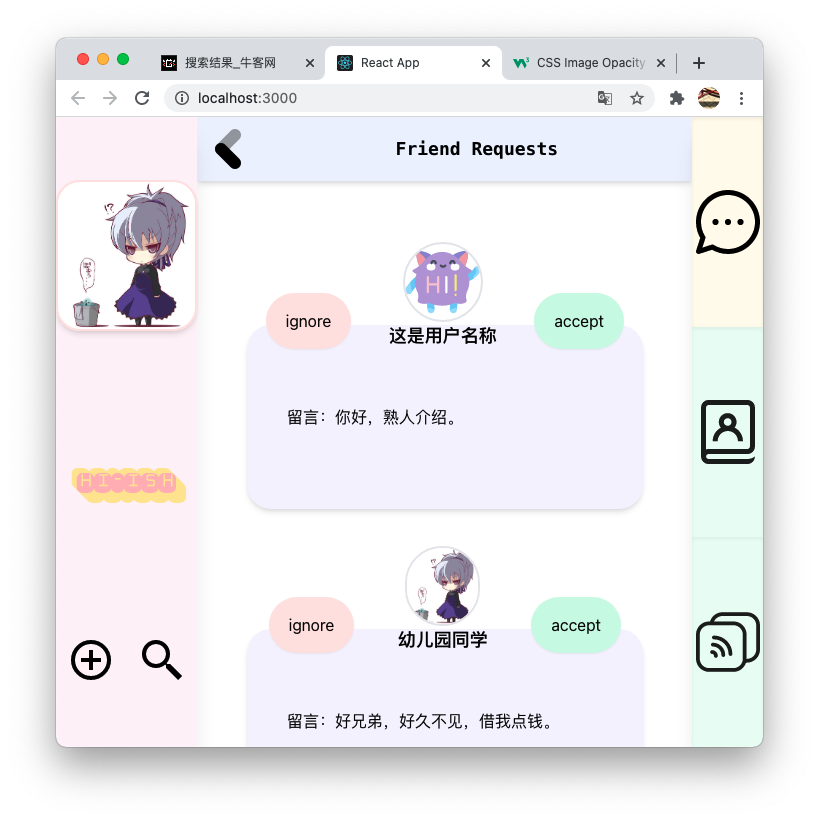 搜索结果_牛客网
React App
CSS Image Opacity
localhost:3000
Friend Requests
!?
HI-ISH
HI!
ignore
accept
这是用户名称
留言：你好，熟人介绍。
ignore
accept
幼儿园同学
留言：好兄弟，好久不见，借我点钱。